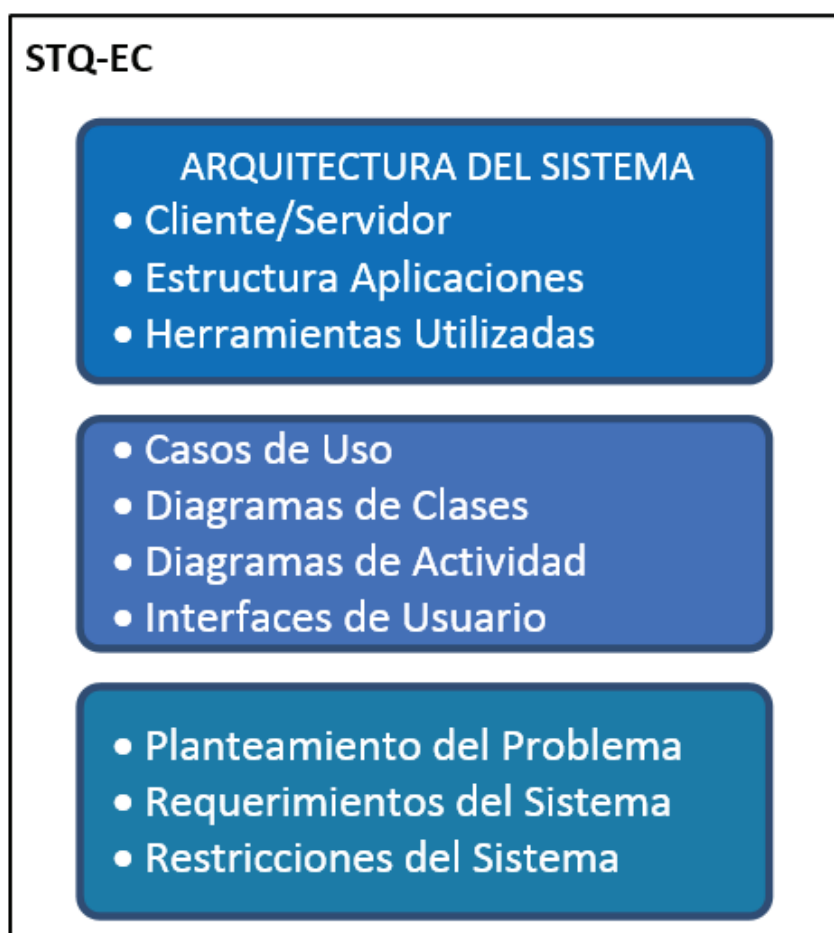 STQ-EC
ARQUITECTURA DEL SISTEMA
• Cliente/Servidor
• Estructura Aplicaciones
• Herramientas Utilizadas
• Casos de Uso
• Diagramas de Clases
• Diagramas de Actividad
• Interfaces de Usuario
• Planteamiento del Problema
• Requerimientos del Sistema
• Restricciones del Sistema